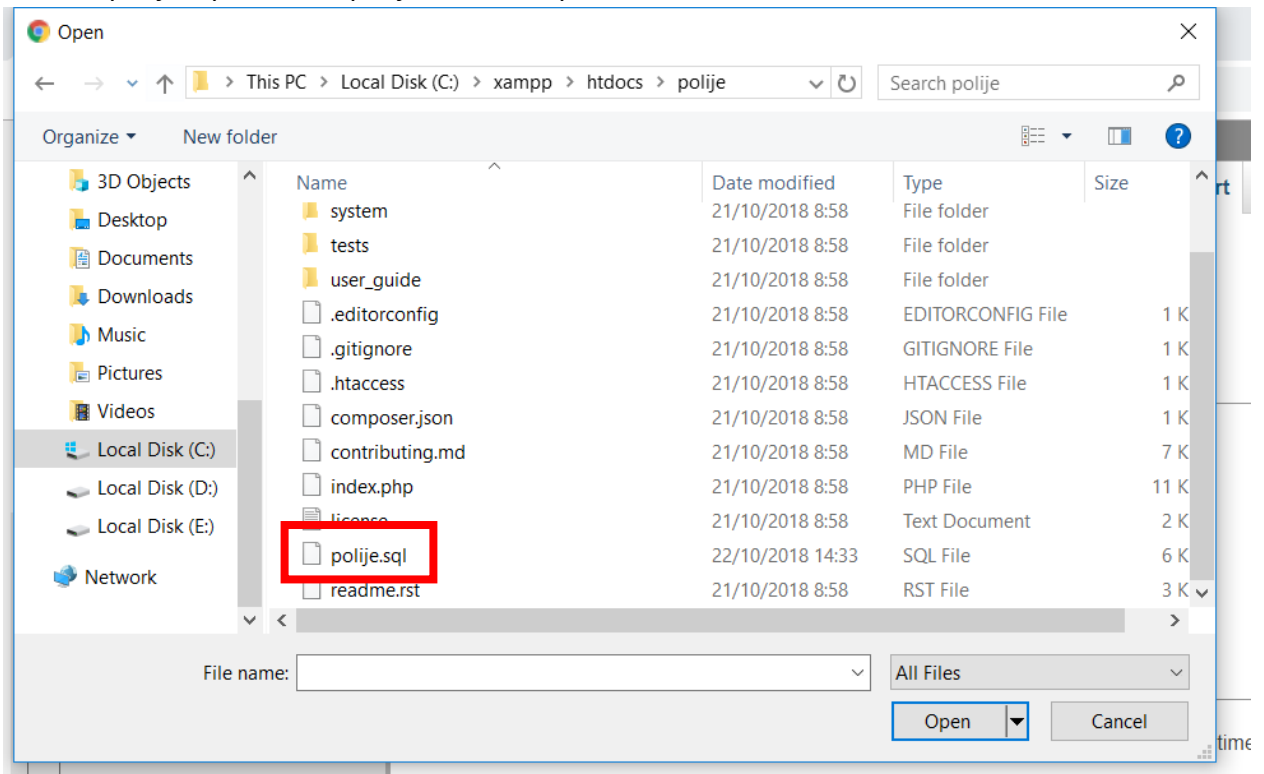 Open
This PC > Local Disk (C:) > xampp > htdocs > polije
Search polije
Organize New folder
?
Name Date modified Type Size
3D Objects
Desktop
Documents
Downloads
Music
Pictures
Videos
Local Disk (C:)
Local Disk (D:)
Local Disk (E:)
Network
system 21/10/2018 8:58 File folder
tests 21/10/2018 8:58 File folder
user_guide 21/10/2018 8:58 File folder
.editorconfig 21/10/2018 8:58 EDITORCONFIG File 1 K
.gitignore 21/10/2018 8:58 GITIGNORE File 1 K
.htaccess 21/10/2018 8:58 HTACCESS File 1 K
composer.json 21/10/2018 8:58 JSON File 1 K
contributing.md 21/10/2018 8:58 MD File 7 K
index.php 21/10/2018 8:58 PHP File 11 K
license 21/10/2018 8:58 Text Document 2 K
polije.sql 22/10/2018 14:33 SQL File 6 K
readme.rst 21/10/2018 8:58 RST File 3 K
File name:
All Files
Open Cancel
rt
time